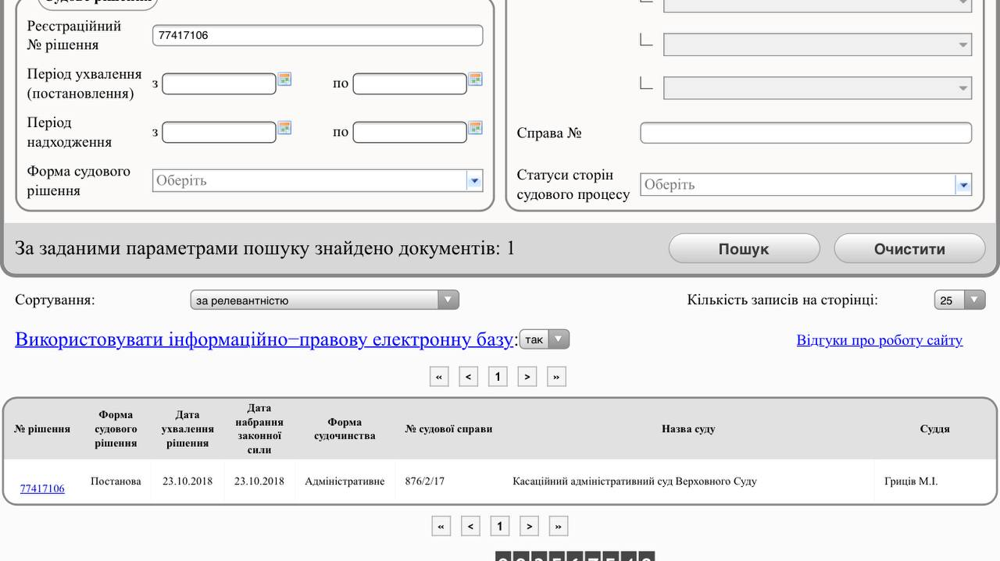 Судове рішення
Реєстраційний
№ рішення
77417106
Період ухвалення
(постановлення)
з
по
Період
надходження
з
по
Форма судового
рішення
Оберіть
Справа №
Статуси сторін
судового процесу
Оберіть
За заданими параметрами пошуку знайдено документів: 1
Пошук
Очистити
Сортування:
за релевантністю
Кількість записів на сторінці:
25
Використовувати інформаційно−правову електронну базу:
так
Відгуки про роботу сайту
« < 1 > »
№ рішення
Форма
судового
рішення
Дата
ухвалення
рішення
Дата
набрання
законної
сили
Форма
судочинства
№ судової справи
Назва суду
Суддя
77417106
Постанова
23.10.2018
23.10.2018
Адміністративне
876/2/17
Касаційний адміністративний суд Верховного Суду
Гриців М.І.
« < 1 > »